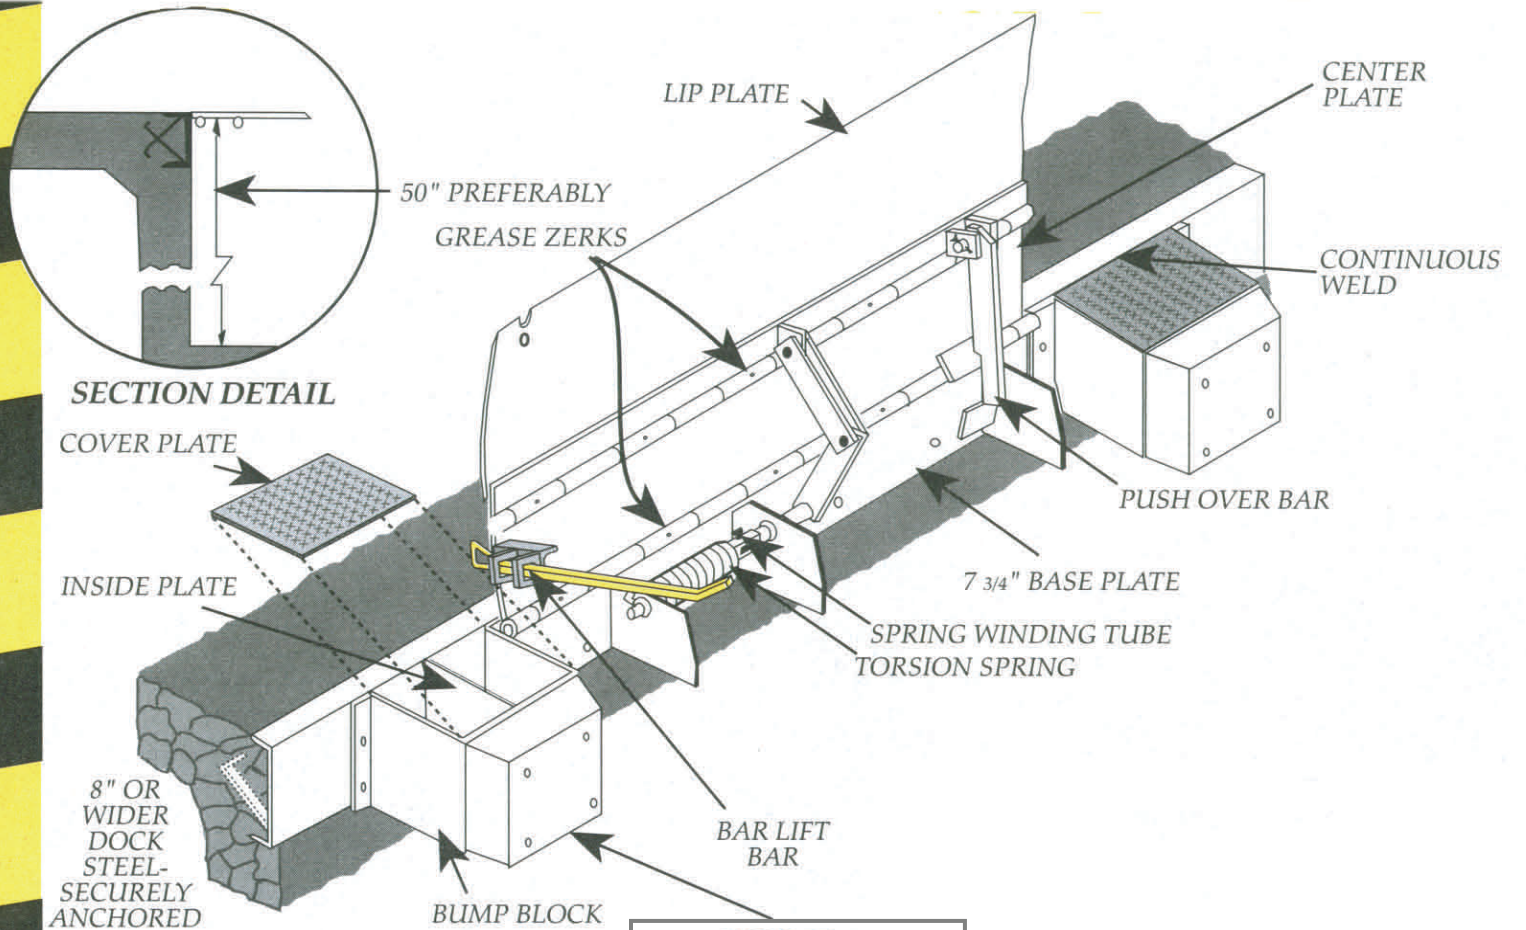 LIP PLATE
CENTER
PLATE
50" PREFERABLY
GREASE ZERKS
CONTINUOUS
WELD
SECTION DETAIL
COVER PLATE
PUSH OVER BAR
INSIDE PLATE
7 3/4" BASE PLATE
SPRING WINDING TUBE
TORSION SPRING
8" OR
WIDER
DOCK
STEEL-
SECURELY
ANCHORED
BAR LIFT
BAR
BUMP BLOCK